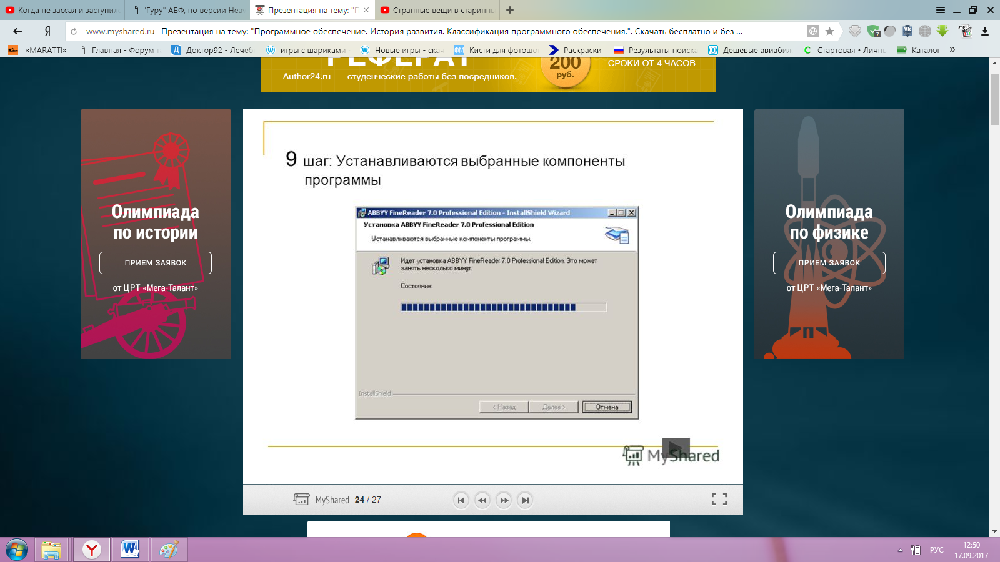 Когда не зассал и заступилс
"Гуру" АБФ, по версии Неа
Презентация на тему: "П
Странные вещи в старинны
www.myshared.ru Презентация на тему: "Программное обеспечение. История развития. Классификация программного обеспечения.". Скачать бесплатно и без ...
«MARATTI»
Главная - Форум т
Доктор92 - Лечеб
игры с шариками
Новые игры - скач
Кисти для фотошо
Раскраски
Результаты поиска
Дешевые авиабил
Стартовая • Личнь
Каталог
»
РЕФЕРАТ
Author24.ru — студенческие работы без посредников.
200
руб.
СРОКИ ОТ 4 ЧАСОВ
Олимпиада
по истории
ПРИЕМ ЗАЯВОК
от ЦРТ «Мега-Талант»
9 шаг: Устанавливаются выбранные компоненты
программы
ABBYY FineReader 7.0 Professional Edition - InstallShield Wizard
Установка ABBYY FineReader 7.0 Professional Edition
Устанавливаются выбранные компоненты программы.
Идет установка ABBYY FineReader 7.0 Professional Edition. Это может
занять несколько минут.
Состояние:
InstallShield
< Назад
Далее >
Отмена
MyShared
MyShared 24 / 27
Олимпиада
по физике
ПРИЕМ ЗАЯВОК
от ЦРТ «Мега-Талант»
РУС
12:50
17.09.2017